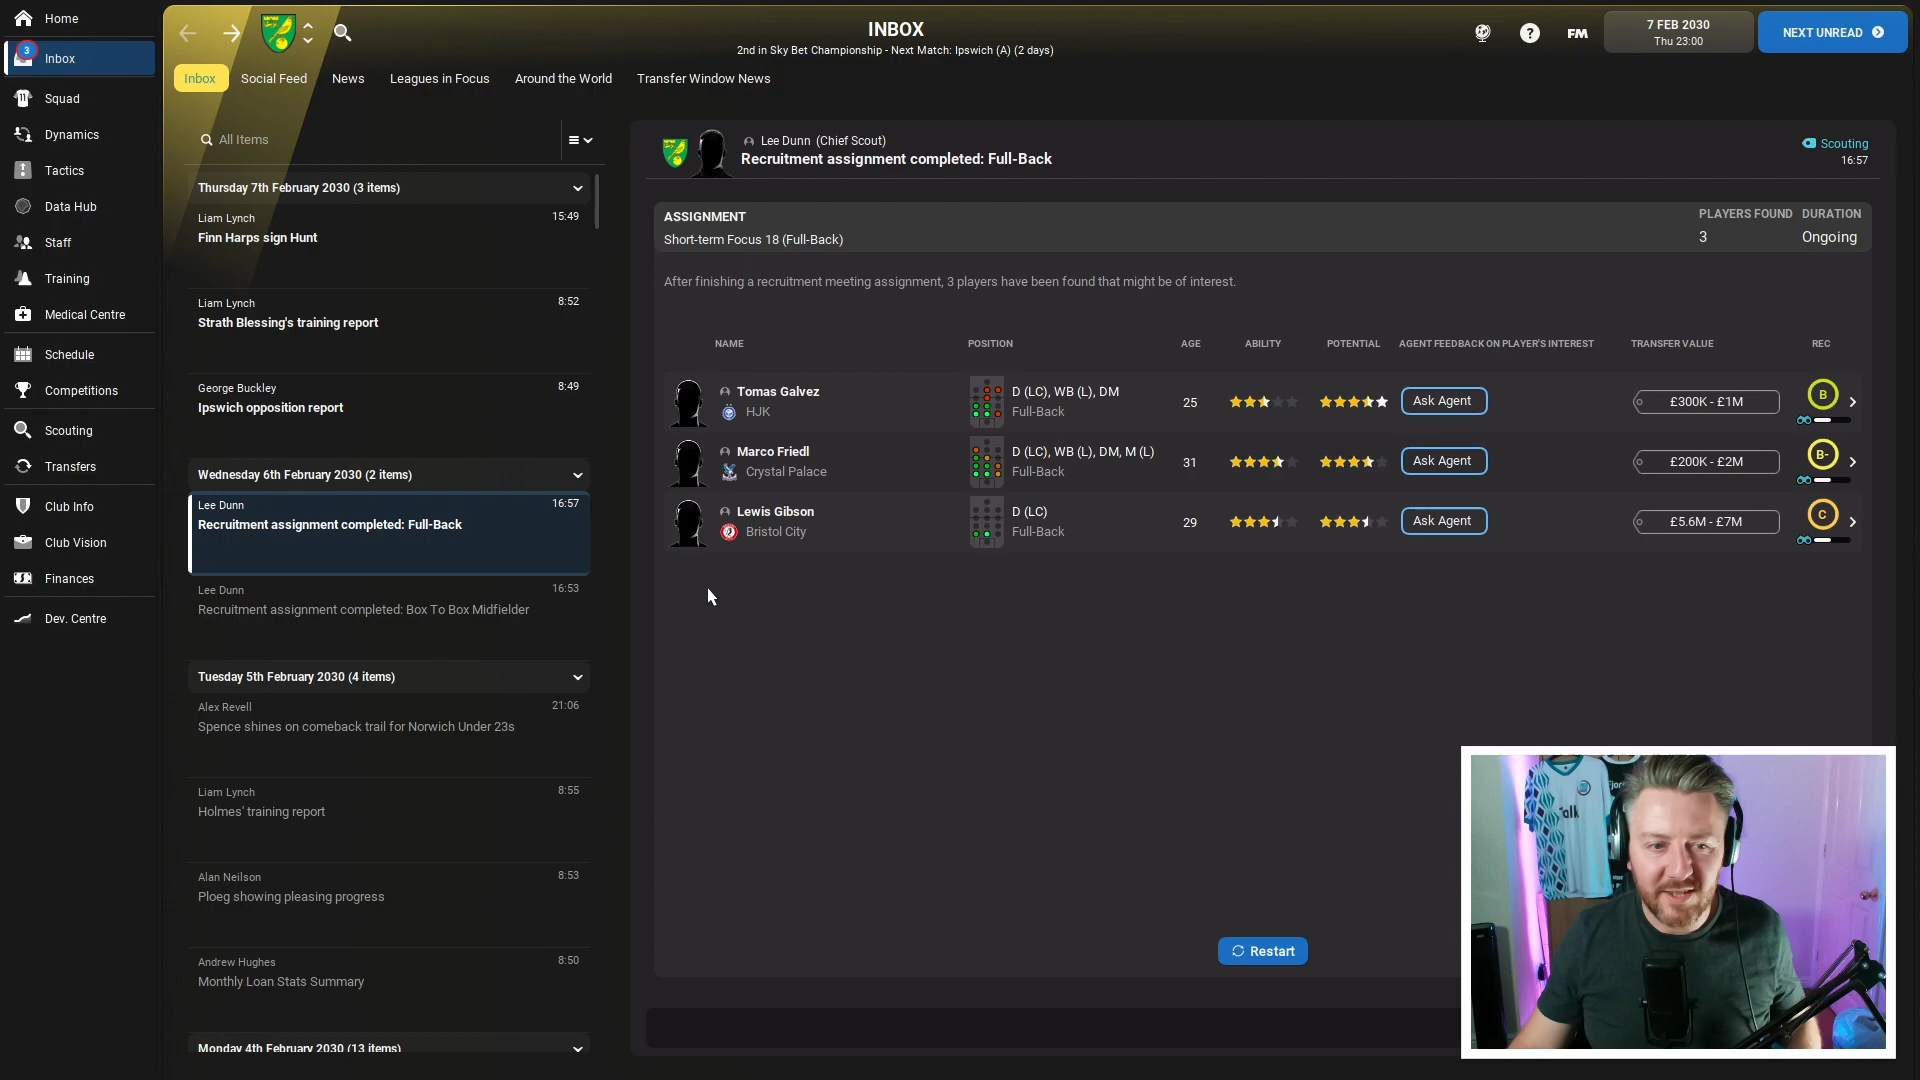 Home
3
Inbox
Squad
Dynamics
Tactics
Data Hub
Staff
Training
Medical Centre
Schedule
Competitions
Scouting
Transfers
Club Info
Club Vision
Finances
Dev. Centre
INBOX
2nd in Sky Bet Championship - Next Match: Ipswich (A) (2 days)
?
FM
7 FEB 2030
Thu 23:00
NEXT UNREAD
Inbox
Social Feed
News
Leagues in Focus
Around the World
Transfer Window News
All Items
Thursday 7th February 2030 (3 items)
Liam Lynch
15:49
Finn Harps sign Hunt
Liam Lynch
8:52
Strath Blessing's training report
George Buckley
8:49
Ipswich opposition report
Wednesday 6th February 2030 (2 items)
Lee Dunn
16:57
Recruitment assignment completed: Full-Back
Lee Dunn
16:53
Recruitment assignment completed: Box To Box Midfielder
Tuesday 5th February 2030 (4 items)
Alex Revell
21:06
Spence shines on comeback trail for Norwich Under 23s
Liam Lynch
8:55
Holmes' training report
Alan Neilson
8:53
Ploeg showing pleasing progress
Andrew Hughes
8:50
Monthly Loan Stats Summary
Monday 4th February 2030 (13 items)
Lee Dunn (Chief Scout)
Recruitment assignment completed: Full-Back
Scouting
16:57
ASSIGNMENT
Short-term Focus 18 (Full-Back)
PLAYERS FOUND
3
DURATION
Ongoing
After finishing a recruitment meeting assignment, 3 players have been found that might be of interest.
NAME POSITION AGE ABILITY POTENTIAL AGENT FEEDBACK ON PLAYER'S INTEREST TRANSFER VALUE REC
Tomas Galvez
HJK
D (LC), WB (L), DM
Full-Back
25
Ask Agent
£300K - £1M
B
Marco Friedl
Crystal Palace
D (LC), WB (L), DM, M (L)
Full-Back
31
Ask Agent
£200K - £2M
B-
Lewis Gibson
Bristol City
D (LC)
Full-Back
29
Ask Agent
£5.6M - £7M
C
Restart